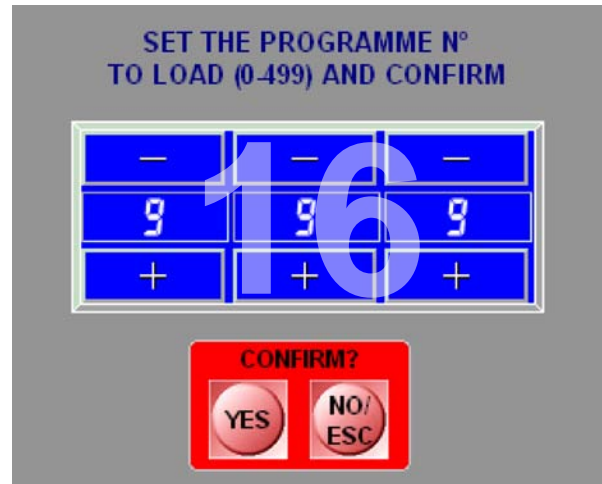 SET THE PROGRAMME N°
TO LOAD (0-499) AND CONFIRM
— — —
9 9 9
+ + +
16
CONFIRM?
YES NO/
ESC